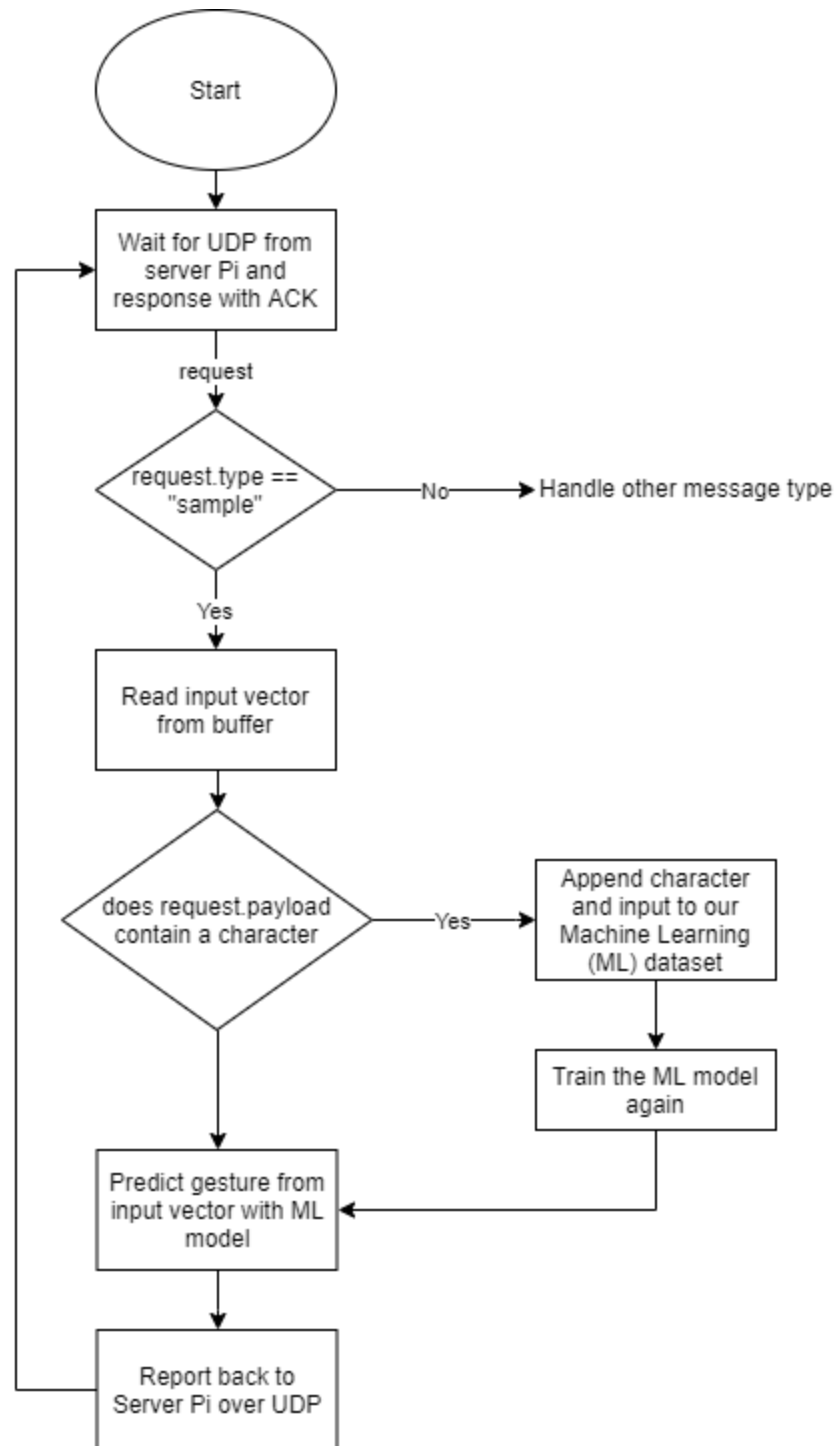 Start
Wait for UDP from
server Pi and
response with ACK
request
request.type ==
"sample"
No
Handle other message type
Yes
Read input vector
from buffer
does request.payload
contain a character
Yes
Append character
and input to our
Machine Learning
(ML) dataset
Train the ML model
again
Predict gesture from
input vector with ML
model
Report back to
Server Pi over UDP